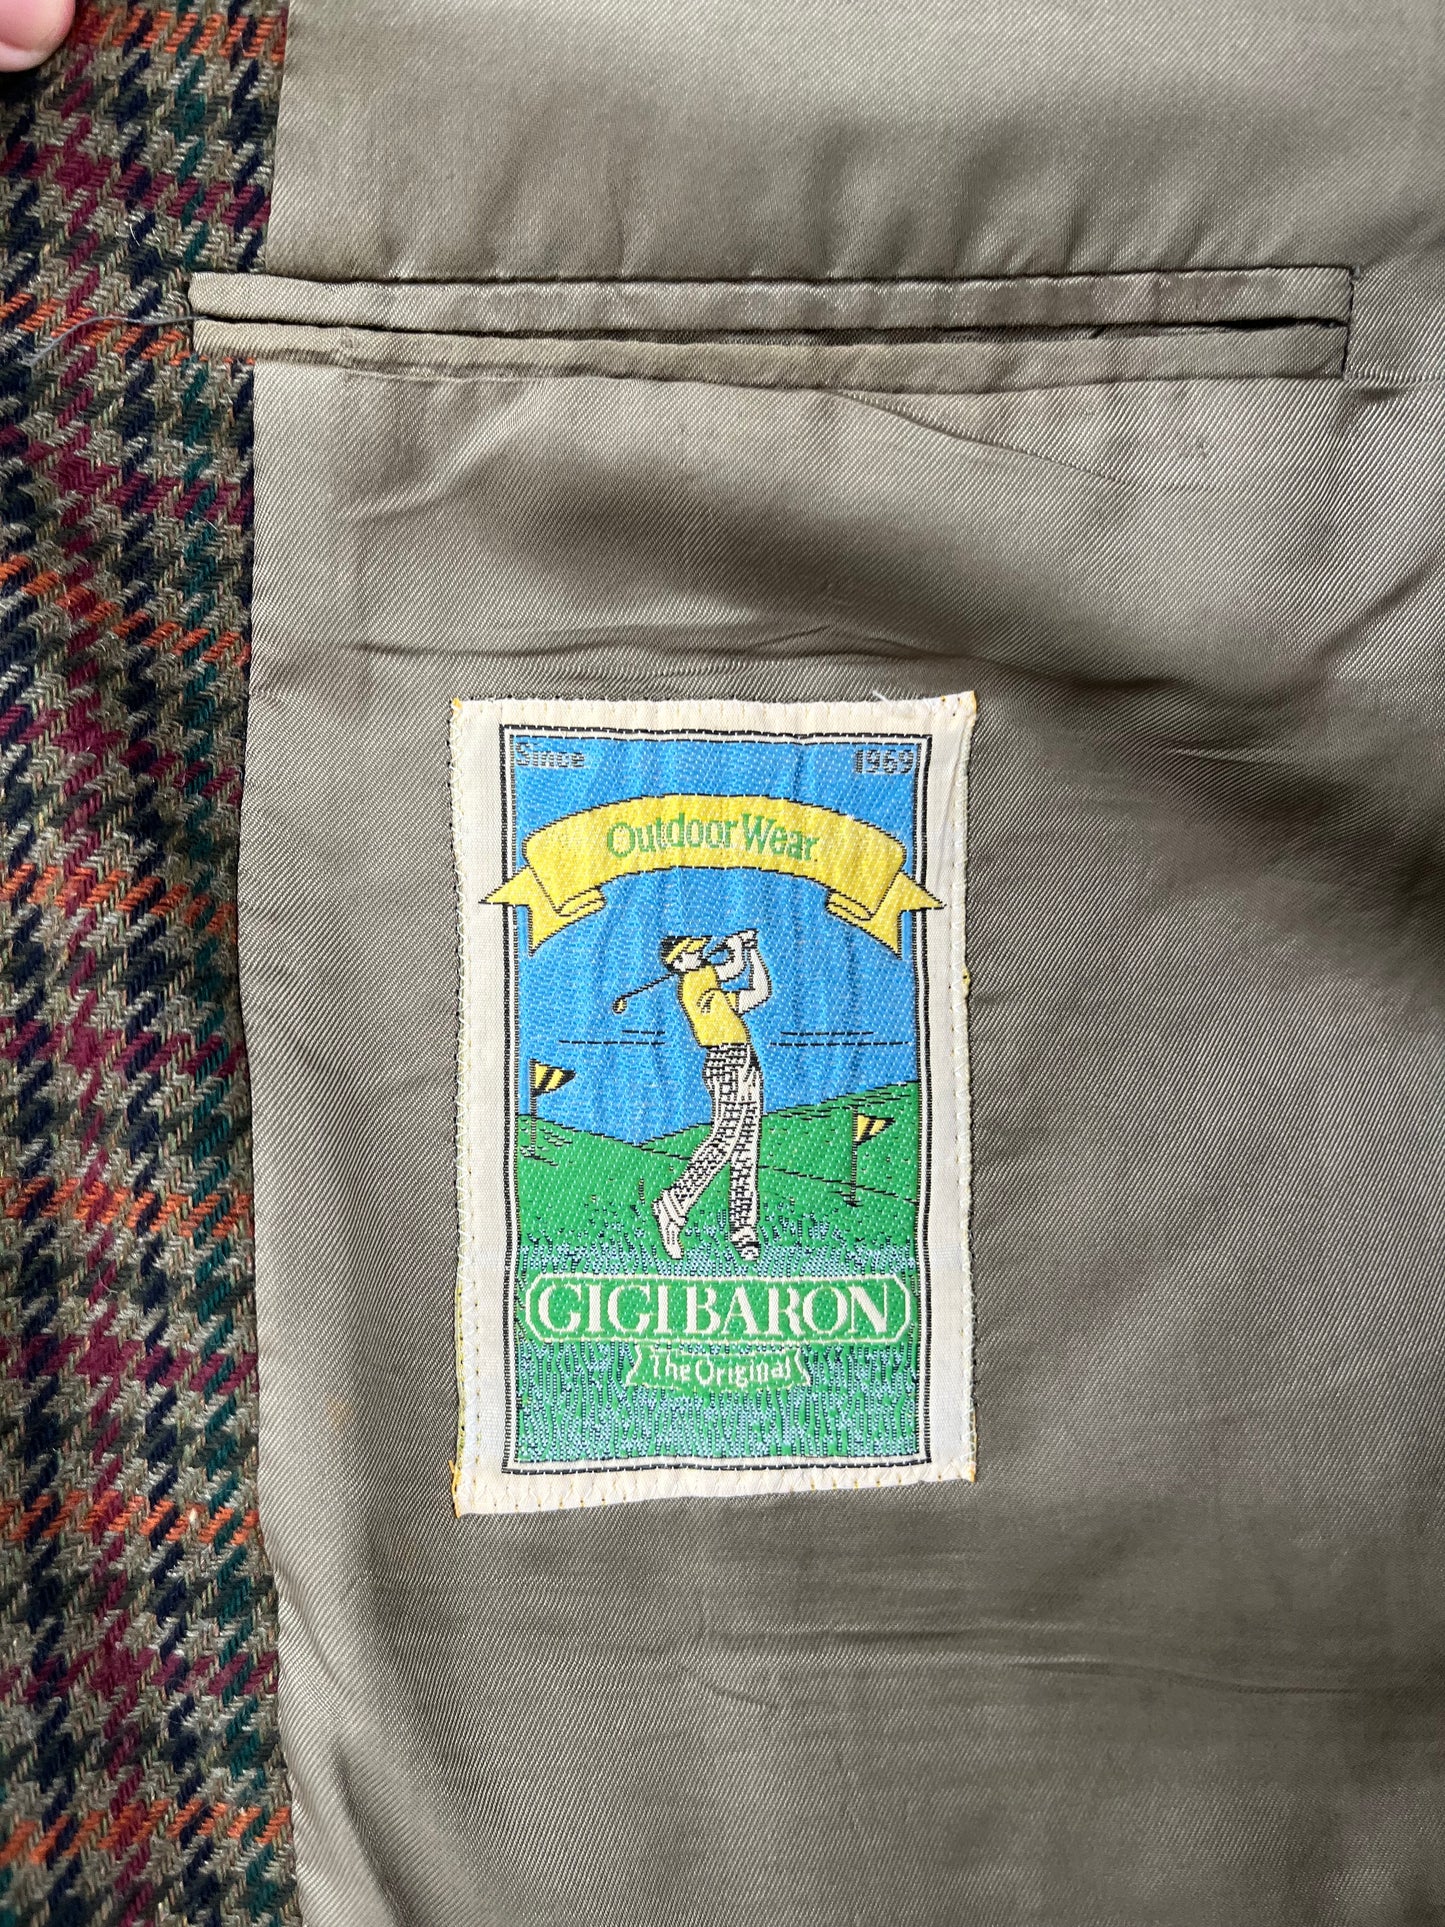 Since 1969
Outdoor Wear
GIGIBARON
The Original